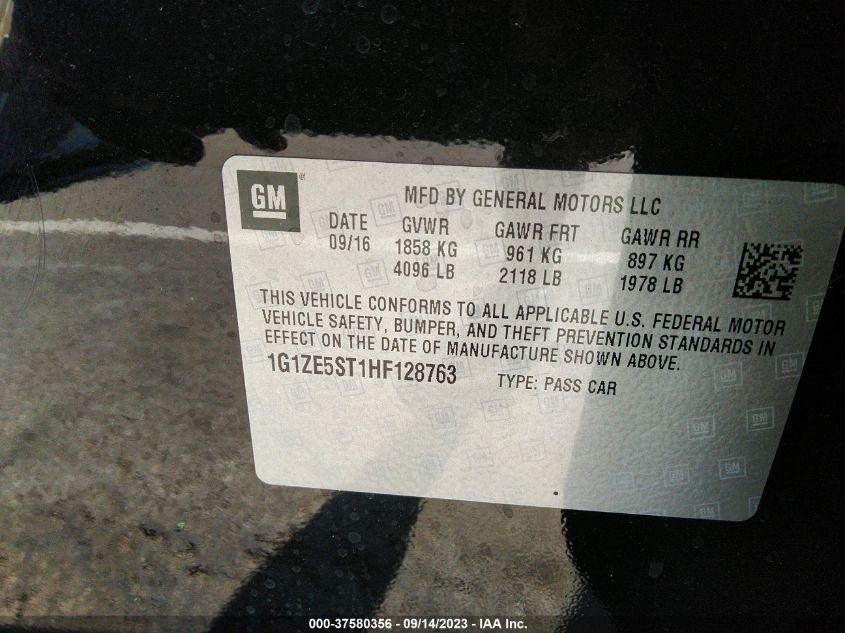 GM
MFD BY GENERAL MOTORS LLC
DATE GVWR GAWR FRT GAWR RR
09/16 1858 KG 961 KG 897 KG
4096 LB 2118 LB 1978 LB
THIS VEHICLE CONFORMS TO ALL APPLICABLE U.S. FEDERAL MOTOR
VEHICLE SAFETY, BUMPER, AND THEFT PREVENTION STANDARDS IN
EFFECT ON THE DATE OF MANUFACTURE SHOWN ABOVE.
1G1ZE5ST1HF128763 TYPE: PASS CAR
000-37580356 - 09/14/2023 - IAA Inc.